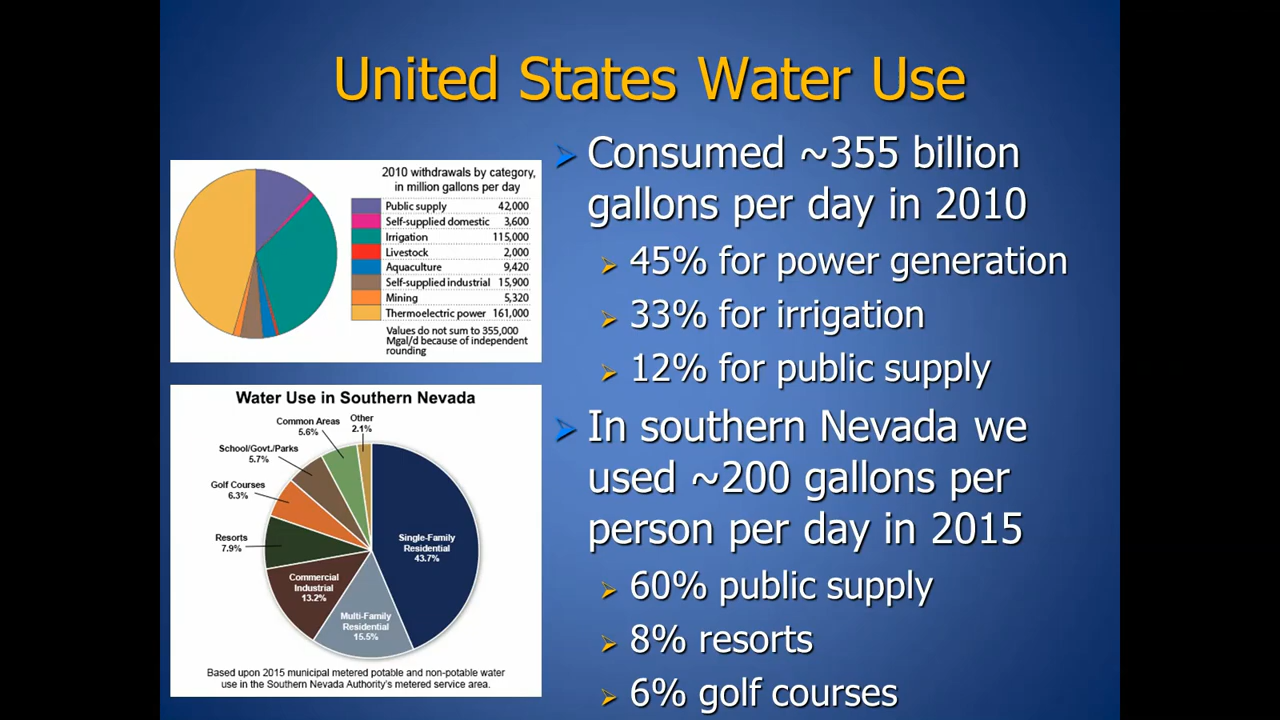 United States Water Use
2010 withdrawals by category,
in million gallons per day
Public supply 42,000
Self-supplied domestic 3,600
Irrigation 115,000
Livestock 2,000
Aquaculture 9,420
Self-supplied industrial 15,900
Mining 5,320
Thermoelectric power 161,000
Values do not sum to 355,000
Mgal/d because of independent
rounding
Water Use in Southern Nevada
Other
2.1%
Common Areas
5.6%
School/Govt./Parks
5.7%
Golf Courses
6.3%
Resorts
7.9%
Commercial
Industrial
13.2%
Multi-Family
Residential
15.5%
Single-Family
Residential
43.7%
Based upon 2015 municipal metered potable and non-potable water
use in the Southern Nevada Authority's metered service area.
Consumed ~355 billion
gallons per day in 2010
45% for power generation
33% for irrigation
12% for public supply
In southern Nevada we
used ~200 gallons per
person per day in 2015
60% public supply
8% resorts
6% golf courses